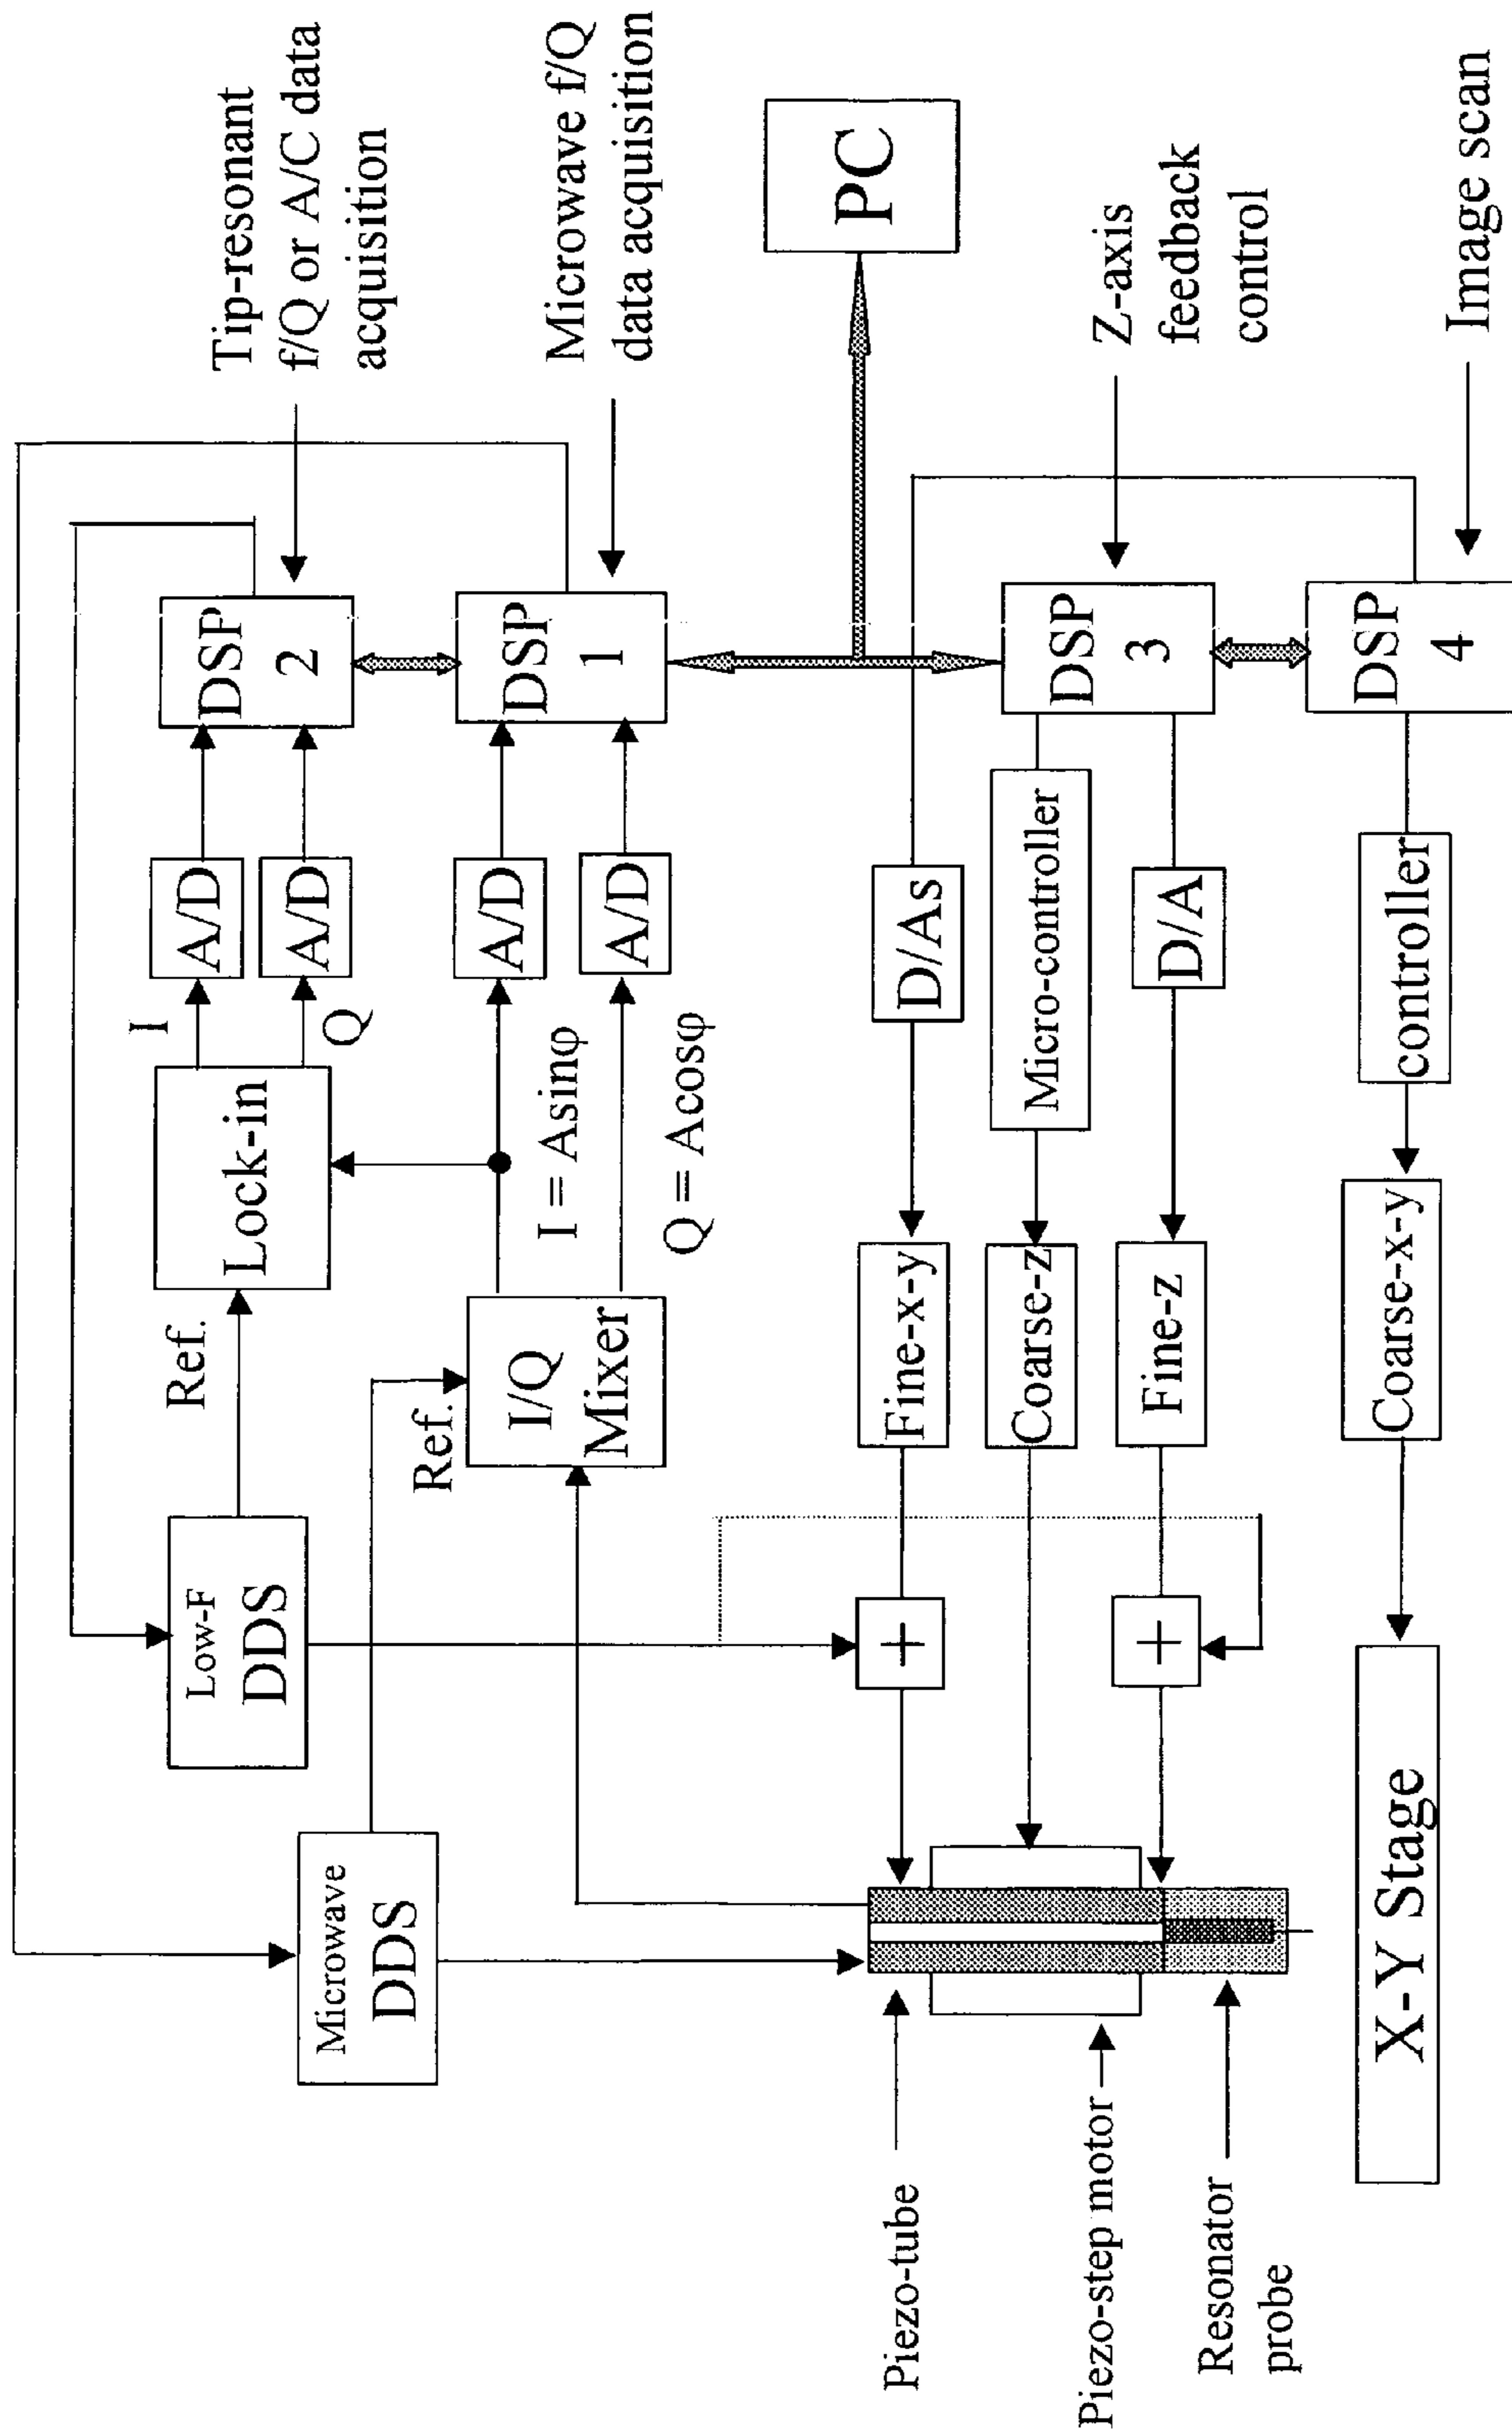 Tip-resonant
f/Q or A/C data
acquisition
Microwave f/Q
data acquisition
PC
Z-axis
feedback
control
Image scan
DSP
2
DSP
1
DSP
3
DSP
4
A/D
A/D
A/D
A/D
D/As
Micro-controller
D/A
controller
I
Q
I = Asinφ
Q = Acosφ
Lock-in
Ref.
I/Q
Mixer
Ref.
Fine-x-y
Coarse-z
Fine-z
Coarse-x-y
Low-F
DDS
+
+
Microwave
DDS
X-Y Stage
Piezo-tube
Piezo-step motor
Resonator
probe